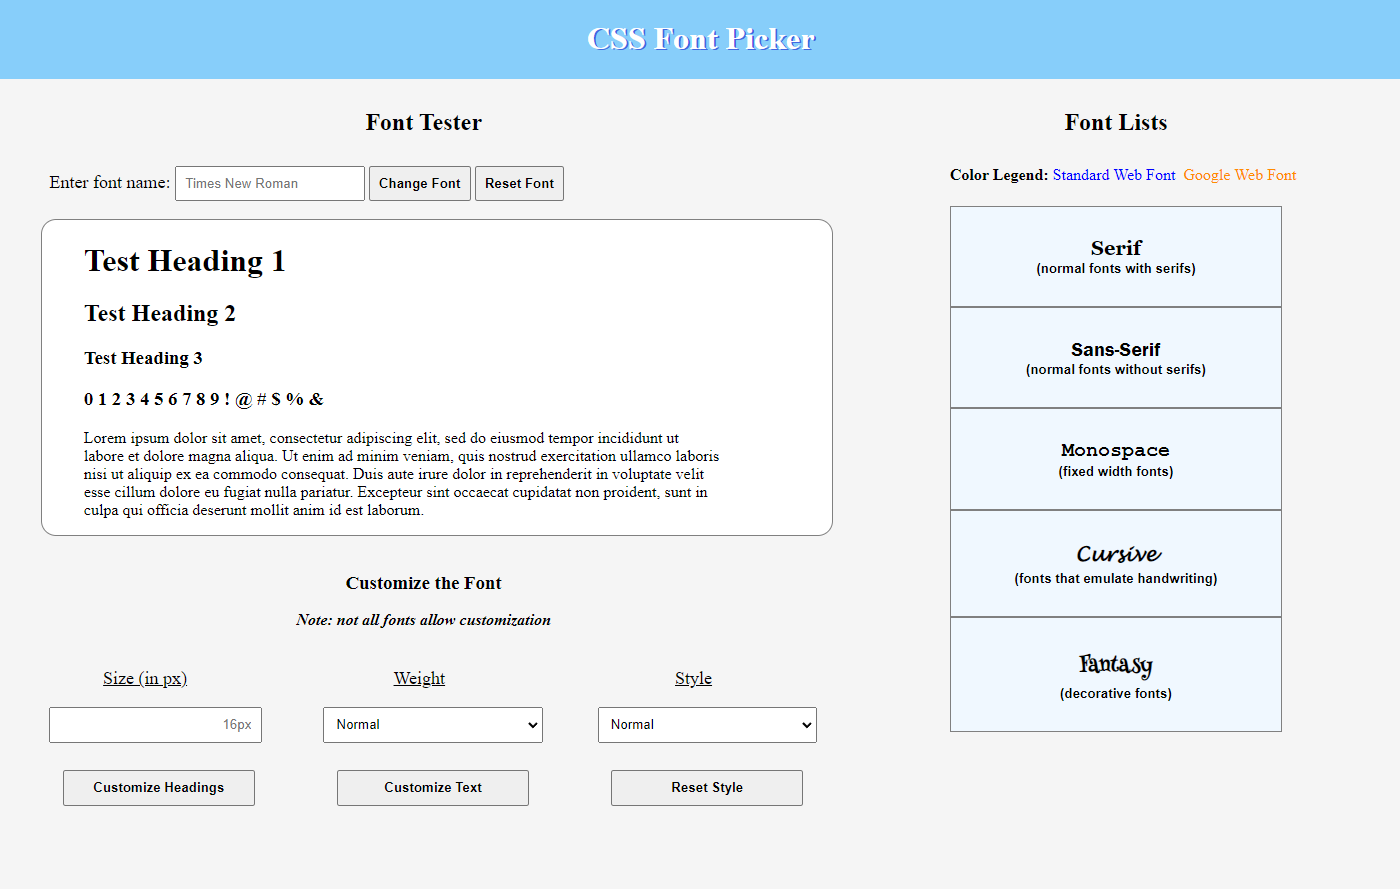 CSS Font Picker
Font Tester
Enter font name: Times New Roman Change Font Reset Font
Test Heading 1
Test Heading 2
Test Heading 3
0 1 2 3 4 5 6 7 8 9 ! @ # $ % &
Lorem ipsum dolor sit amet, consectetur adipiscing elit, sed do eiusmod tempor incididunt ut
labore et dolore magna aliqua. Ut enim ad minim veniam, quis nostrud exercitation ullamco laboris
nisi ut aliquip ex ea commodo consequat. Duis aute irure dolor in reprehenderit in voluptate velit
esse cillum dolore eu fugiat nulla pariatur. Excepteur sint occaecat cupidatat non proident, sunt in
culpa qui officia deserunt mollit anim id est laborum.
Customize the Font
Note: not all fonts allow customization
Size (in px) Weight Style
16px Normal Normal
Customize Headings Customize Text Reset Style
Font Lists
Color Legend: Standard Web Font Google Web Font
Serif
(normal fonts with serifs)
Sans-Serif
(normal fonts without serifs)
Monospace
(fixed width fonts)
Cursive
(fonts that emulate handwriting)
Fantasy
(decorative fonts)